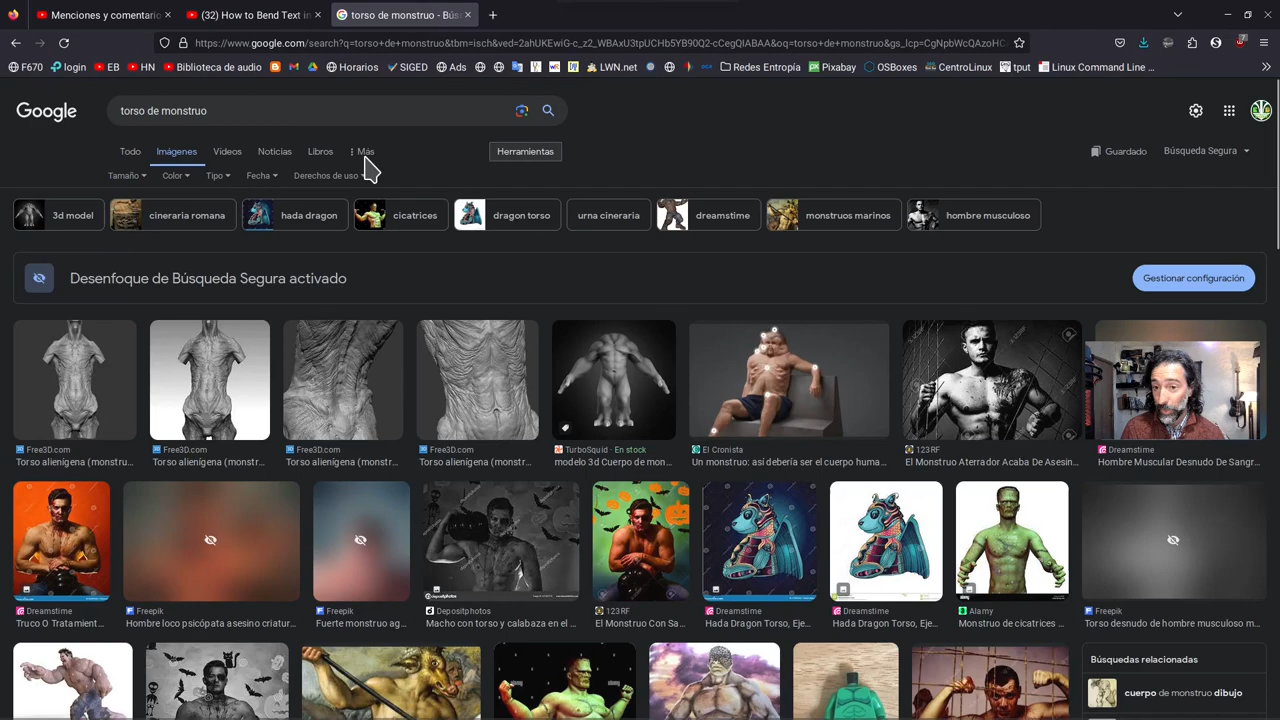 Menciones y comentario
(32) How to Bend Text in
torso de monstruo - Bús
https://www.google.com/search?q=torso+de+monstruo&tbm=isch&ved=2ahUKEwiG-c_z2_WBAxU3tpUCHb5YB90Q2-cCegQIABAA&oq=torso+de+monstruo&gs_lcp=CgNpbWcQAzoHC
F670
login
EB
HN
Biblioteca de audio
Horarios
SIGED
Ads
LWN.net
Redes Entropía
Pixabay
OSBoxes
CentroLinux
tput
Linux Command Line ...
Google
torso de monstruo
Todo
Imágenes
Vídeos
Noticias
Libros
Más
Herramientas
Guardado
Búsqueda Segura
Tamaño
Color
Tipo
Fecha
Derechos de uso
3d model
cineraria romana
hada dragon
cicatrices
dragon torso
urna cineraria
dreamstime
monstruos marinos
hombre musculoso
Desenfoque de Búsqueda Segura activado
Gestionar configuración
Free3D.com
Torso alienígena (monstru...
Free3D.com
Torso alienígena (monstr...
Free3D.com
Torso alienígena (monstr...
Free3D.com
Torso alienígena (monstr...
TurboSquid · En stock
modelo 3d Cuerpo de mon...
El Cronista
Un monstruo: así debería ser el cuerpo huma...
123RF
El Monstruo Aterrador Acaba De Asesin...
Dreamstime
Hombre Muscular Desnudo De Sangr...
Dreamstime
Truco O Tratamient...
Freepik
Hombre loco psicópata asesino criatur...
Freepik
Fuerte monstruo ag...
Depositphotos
Macho con torso y calabaza en el ...
123RF
El Monstruo Con Sa...
Dreamstime
Hada Dragon Torso, Eje...
Dreamstime
Hada Dragon Torso, Eje...
Alamy
Monstruo de cicatrices ...
Freepik
Torso desnudo de hombre musculoso m...
Búsquedas relacionadas
cuerpo de monstruo dibujo